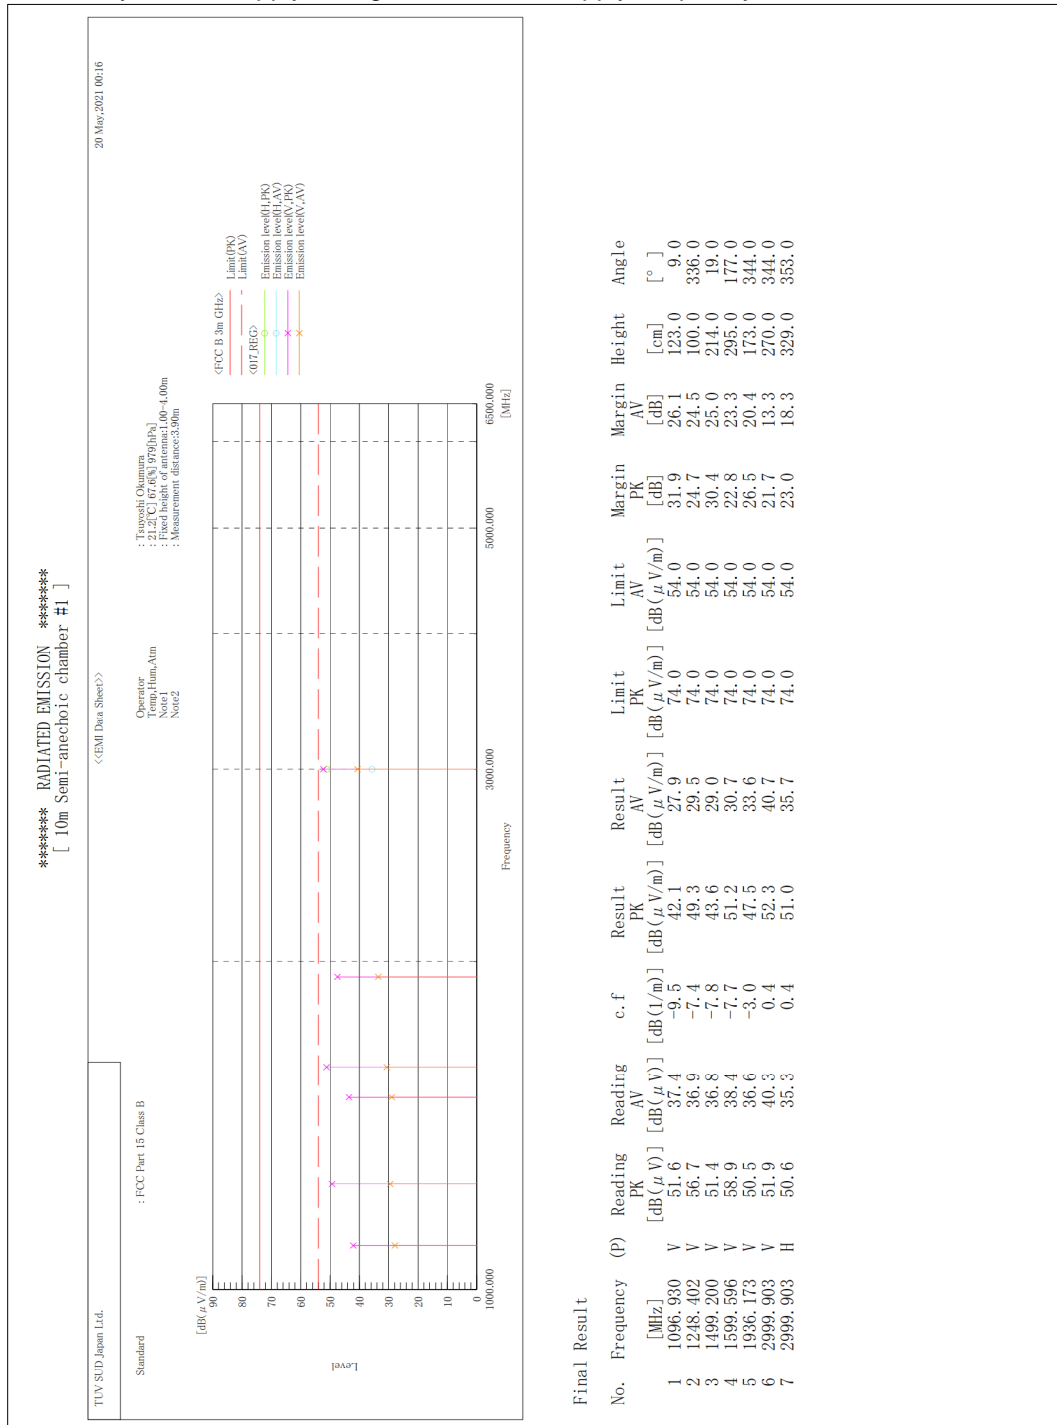 ******* RADIATED EMISSION *******
[ 10m Semi-anechoic chamber #1 ]
TUV SUD Japan Ltd.
<<EMI Data Sheet>>
20 May,2021 00:16
Standard : FCC Part 15 Class B
Operator : Tsuyoshi Okumura
Temp,Hum,Atm : 21.2[℃] 67.6[%] 979[hPa]
Note1 : Fixed height of antenna:1.00-4.00m
Note2 : Measurement distance:3.90m
<FCC B 3m GHz>
Limit(PK)
Limit(AV)
<017_REG>
Emission level(H,PK)
Emission level(H,AV)
Emission level(V,PK)
Emission level(V,AV)
[dB(μV/m)]
90
80
70
60
50
40
30
20
10
0
Level
1000.000 3000.000 5000.000 6500.000
[MHz]
Frequency
Final Result
No. Frequency (P) Reading Reading c.f Result Result Limit Limit Margin Margin Height Angle
PK AV PK AV PK AV PK AV
[MHz] [dB(μV)] [dB(μV)] [dB(1/m)] [dB(μV/m)] [dB(μV/m)] [dB(μV/m)] [dB(μV/m)] [dB] [dB] [cm] [° ]
1 1096.930 V 51.6 37.4 -9.5 42.1 27.9 74.0 54.0 31.9 26.1 123.0 9.0
2 1248.402 V 56.7 36.9 -7.4 49.3 29.5 74.0 54.0 24.7 24.5 100.0 336.0
3 1499.200 V 51.4 36.8 -7.8 43.6 29.0 74.0 54.0 30.4 25.0 214.0 19.0
4 1599.596 V 58.9 38.4 -7.7 51.2 30.7 74.0 54.0 22.8 23.3 295.0 177.0
5 1936.173 V 50.5 36.6 -3.0 47.5 33.6 74.0 54.0 26.5 20.4 173.0 344.0
6 2999.903 V 51.9 40.3 0.4 52.3 40.7 74.0 54.0 21.7 13.3 270.0 344.0
7 2999.903 H 50.6 35.3 0.4 51.0 35.7 74.0 54.0 23.0 18.3 329.0 353.0